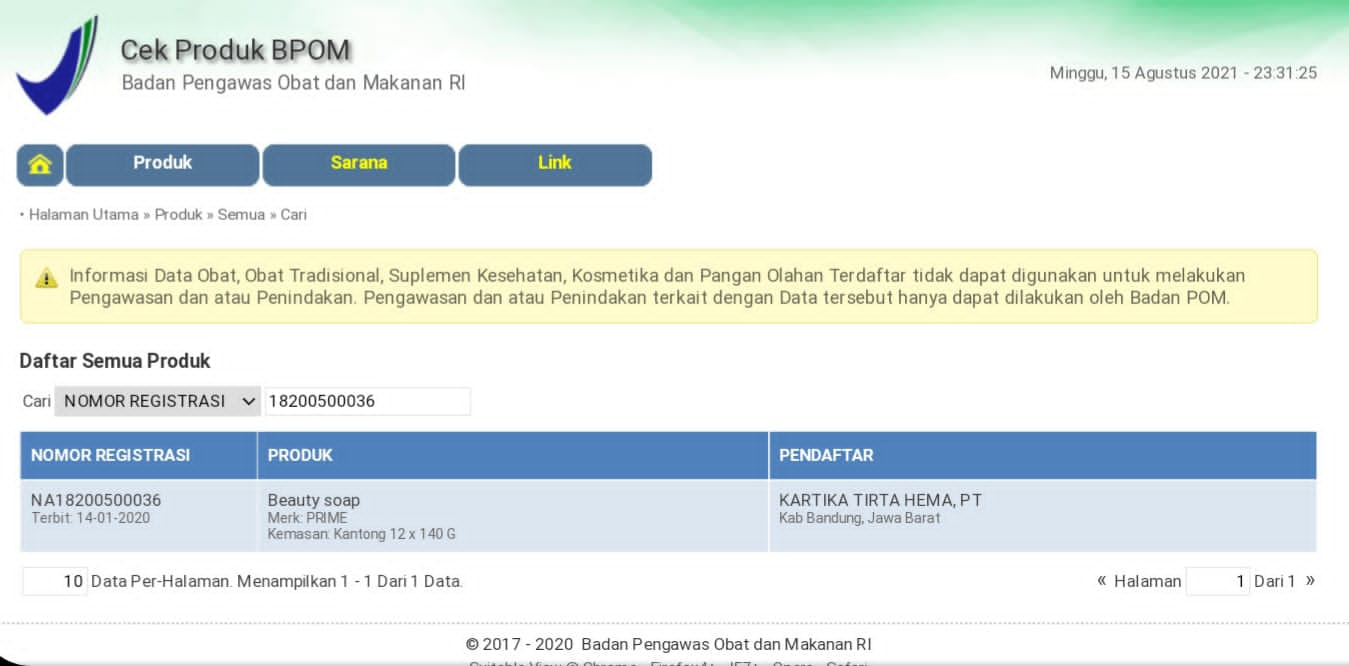 Cek Produk BPOM
Badan Pengawas Obat dan Makanan RI
Minggu, 15 Agustus 2021 - 23:31:25
Produk
Sarana
Link
• Halaman Utama » Produk » Semua » Cari
Informasi Data Obat, Obat Tradisional, Suplemen Kesehatan, Kosmetika dan Pangan Olahan Terdaftar tidak dapat digunakan untuk melakukan
Pengawasan dan atau Penindakan. Pengawasan dan atau Penindakan terkait dengan Data tersebut hanya dapat dilakukan oleh Badan POM.
Daftar Semua Produk
Cari NOMOR REGISTRASI 18200500036
NOMOR REGISTRASI PRODUK PENDAFTAR
NA18200500036
Terbit: 14-01-2020
Beauty soap
Merk: PRIME
Kemasan: Kantong 12 x 140 G
KARTIKA TIRTA HEMA, PT
Kab Bandung, Jawa Barat
10 Data Per-Halaman. Menampilkan 1 - 1 Dari 1 Data.
« Halaman 1 Dari 1 »
© 2017 - 2020 Badan Pengawas Obat dan Makanan RI